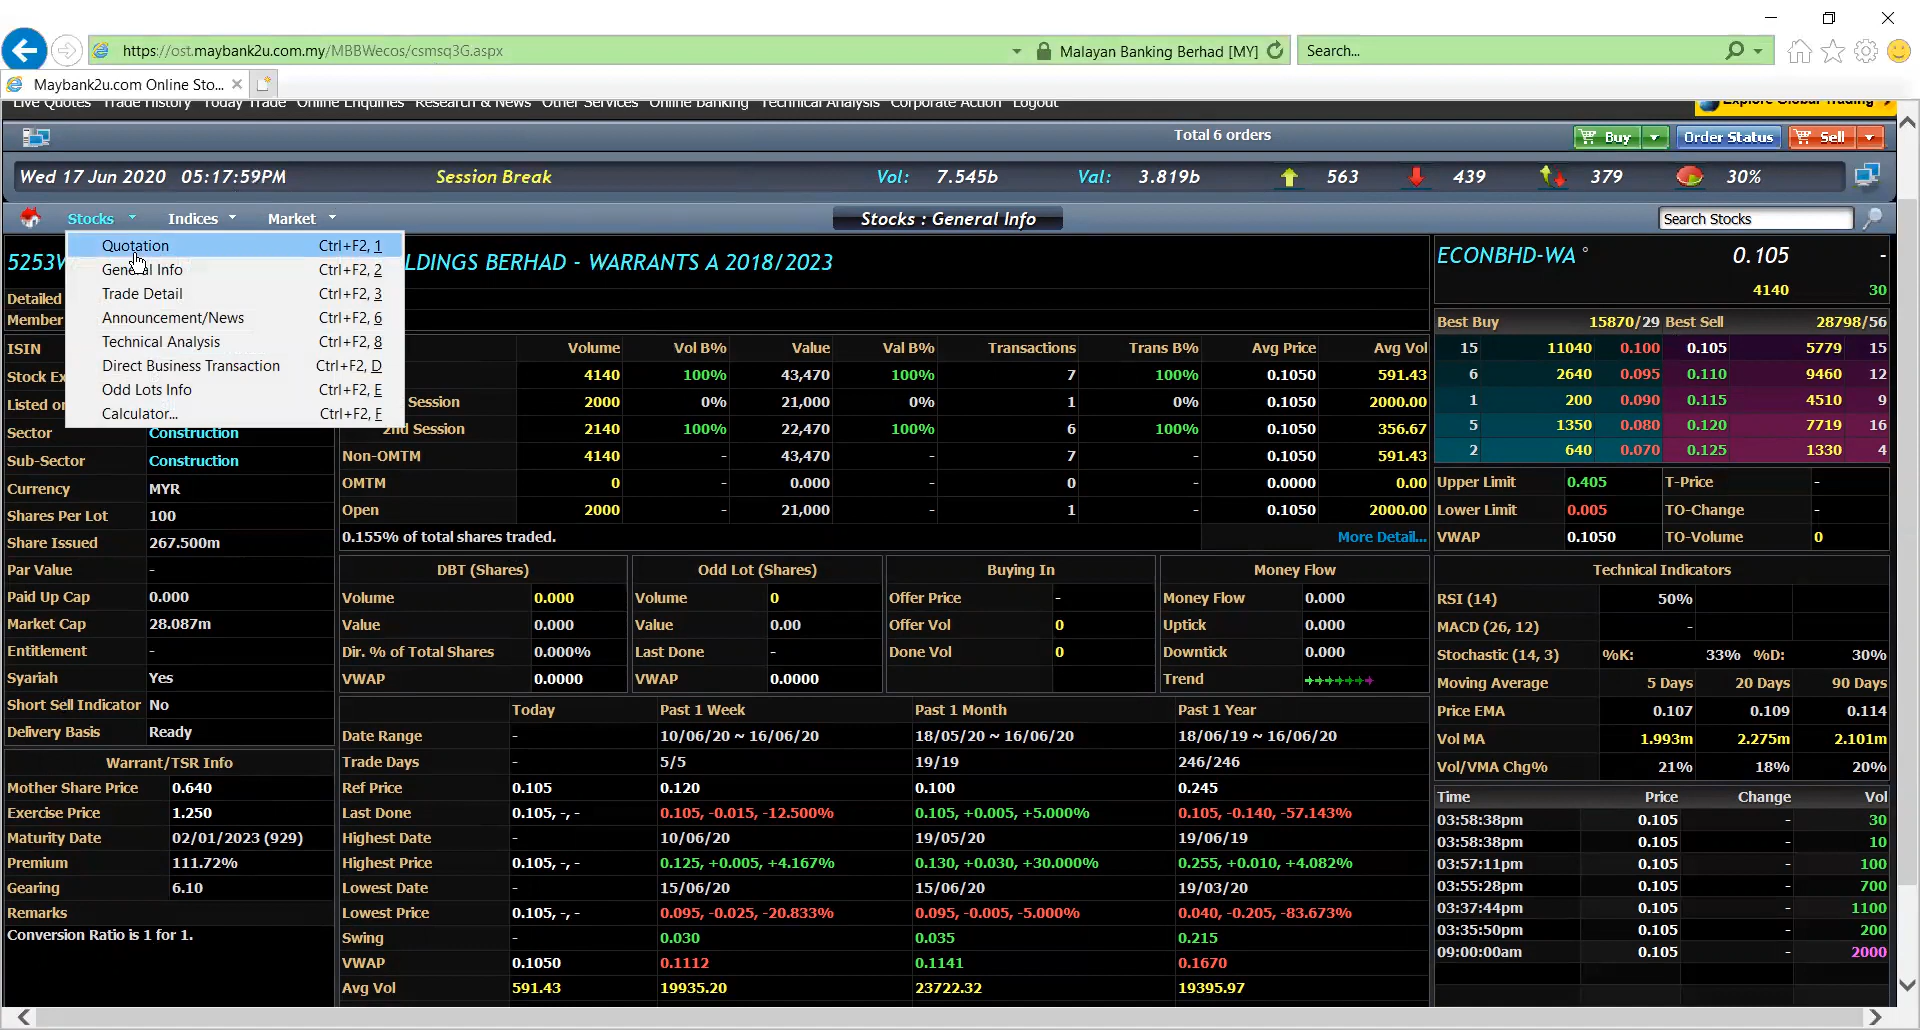 https://ost.maybank2u.com.my/MBBWecos/csmsq3G.aspx
Malayan Banking Berhad [MY]
Search...
Maybank2u.com Online Sto...
Live Quotes Trade History Today Trade Online Enquiries Research & News Other Services Online Banking Technical Analysis Corporate Action Logout
Explore Global Trading
Total 6 orders
Buy
Order Status
Sell
Wed 17 Jun 2020 05:17:59PM Session Break Vol: 7.545b Val: 3.819b 563 439 379 30%
Stocks Indices Market
Stocks : General Info
Search Stocks
Quotation Ctrl+F2, 1
General Info Ctrl+F2, 2
Trade Detail Ctrl+F2, 3
Announcement/News Ctrl+F2, 6
Technical Analysis Ctrl+F2, 8
Direct Business Transaction Ctrl+F2, D
Odd Lots Info Ctrl+F2, E
Calculator... Ctrl+F2, F
LDINGS BERHAD - WARRANTS A 2018/2023
Detailed
Member
ISIN
Stock Ex
Listed on
Sector Construction
Sub-Sector Construction
Currency MYR
Shares Per Lot 100
Share Issued 267.500m
Par Value -
Paid Up Cap 0.000
Market Cap 28.087m
Entitlement -
Syariah Yes
Short Sell Indicator No
Delivery Basis Ready
Warrant/TSR Info
Mother Share Price 0.640
Exercise Price 1.250
Maturity Date 02/01/2023 (929)
Premium 111.72%
Gearing 6.10
Remarks
Conversion Ratio is 1 for 1.
Volume Vol B% Value Val B% Transactions Trans B% Avg Price Avg Vol
4140 100% 43,470 100% 7 100% 0.1050 591.43
Session 2000 0% 21,000 0% 1 0% 0.1050 2000.00
2nd Session 2140 100% 22,470 100% 6 100% 0.1050 356.67
Non-OMTM 4140 - 43,470 - 7 - 0.1050 591.43
OMTM 0 - 0.000 - 0 - 0.0000 0.00
Open 2000 - 21,000 - 1 - 0.1050 2000.00
0.155% of total shares traded. More Detail...
DBT (Shares)
Volume 0.000
Value 0.000
Dir. % of Total Shares 0.000%
VWAP 0.0000
Odd Lot (Shares)
Volume 0
Value 0.00
Last Done -
VWAP 0.0000
Buying In
Offer Price -
Offer Vol 0
Done Vol 0
Money Flow
Money Flow 0.000
Uptick 0.000
Downtick 0.000
Trend
Today Past 1 Week Past 1 Month Past 1 Year
Date Range - 10/06/20 ~ 16/06/20 18/05/20 ~ 16/06/20 18/06/19 ~ 16/06/20
Trade Days - 5/5 19/19 246/246
Ref Price 0.105 0.120 0.100 0.245
Last Done 0.105, -, - 0.105, -0.015, -12.500% 0.105, +0.005, +5.000% 0.105, -0.140, -57.143%
Highest Date - 10/06/20 19/05/20 19/06/19
Highest Price 0.105, -, - 0.125, +0.005, +4.167% 0.130, +0.030, +30.000% 0.255, +0.010, +4.082%
Lowest Date - 15/06/20 15/06/20 19/03/20
Lowest Price 0.105, -, - 0.095, -0.025, -20.833% 0.095, -0.005, -5.000% 0.040, -0.205, -83.673%
Swing - 0.030 0.035 0.215
VWAP 0.1050 0.1112 0.1141 0.1670
Avg Vol 591.43 19935.20 23722.32 19395.97
ECONBHD-WA ° 0.105 -
4140 30
Best Buy 15870/29 Best Sell 28798/56
15 11040 0.100 0.105 5779 15
6 2640 0.095 0.110 9460 12
1 200 0.090 0.115 4510 9
5 1350 0.080 0.120 7719 16
2 640 0.070 0.125 1330 4
Upper Limit 0.405 T-Price -
Lower Limit 0.005 TO-Change -
VWAP 0.1050 TO-Volume 0
Technical Indicators
RSI (14) 50%
MACD (26, 12) -
Stochastic (14, 3) %K: 33% %D: 30%
Moving Average 5 Days 20 Days 90 Days
Price EMA 0.107 0.109 0.114
Vol MA 1.993m 2.275m 2.101m
Vol/VMA Chg% 21% 18% 20%
Time Price Change Vol
03:58:38pm 0.105 - 30
03:58:38pm 0.105 - 10
03:57:11pm 0.105 - 100
03:55:28pm 0.105 - 700
03:37:44pm 0.105 - 1100
03:35:50pm 0.105 - 200
09:00:00am 0.105 - 2000